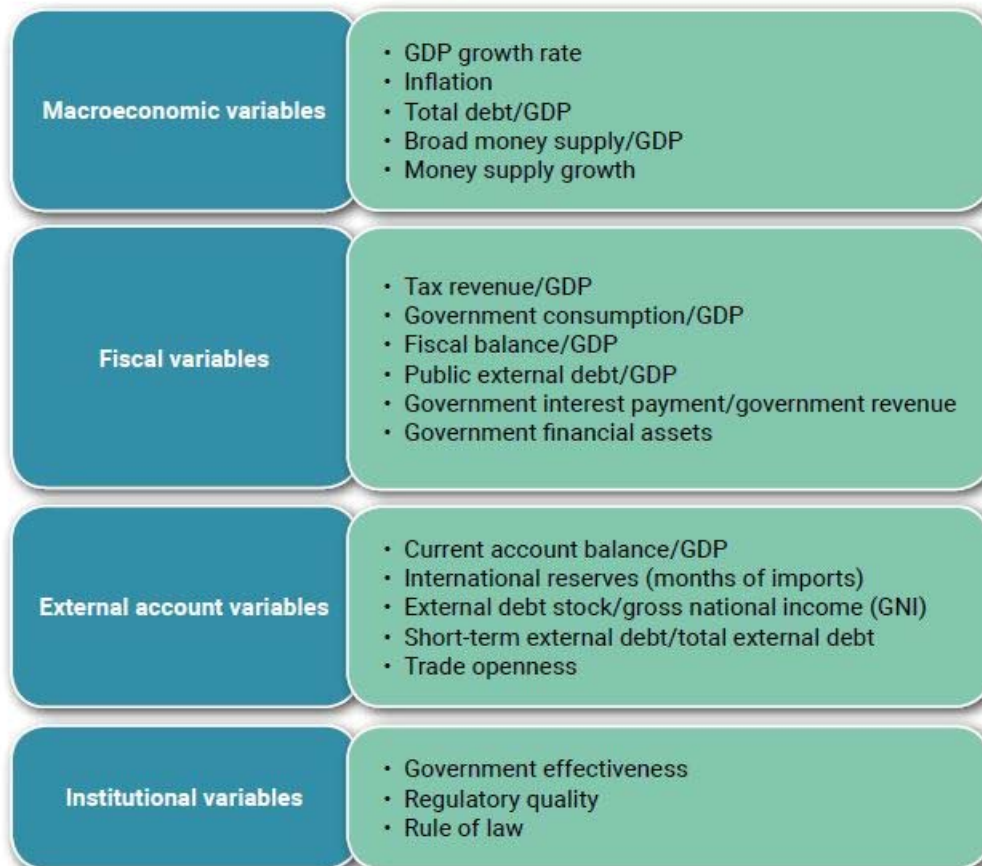 Macroeconomic variables
• GDP growth rate
• Inflation
• Total debt/GDP
• Broad money supply/GDP
• Money supply growth
Fiscal variables
• Tax revenue/GDP
• Government consumption/GDP
• Fiscal balance/GDP
• Public external debt/GDP
• Government interest payment/government revenue
• Government financial assets
External account variables
• Current account balance/GDP
• International reserves (months of imports)
• External debt stock/gross national income (GNI)
• Short-term external debt/total external debt
• Trade openness
Institutional variables
• Government effectiveness
• Regulatory quality
• Rule of law